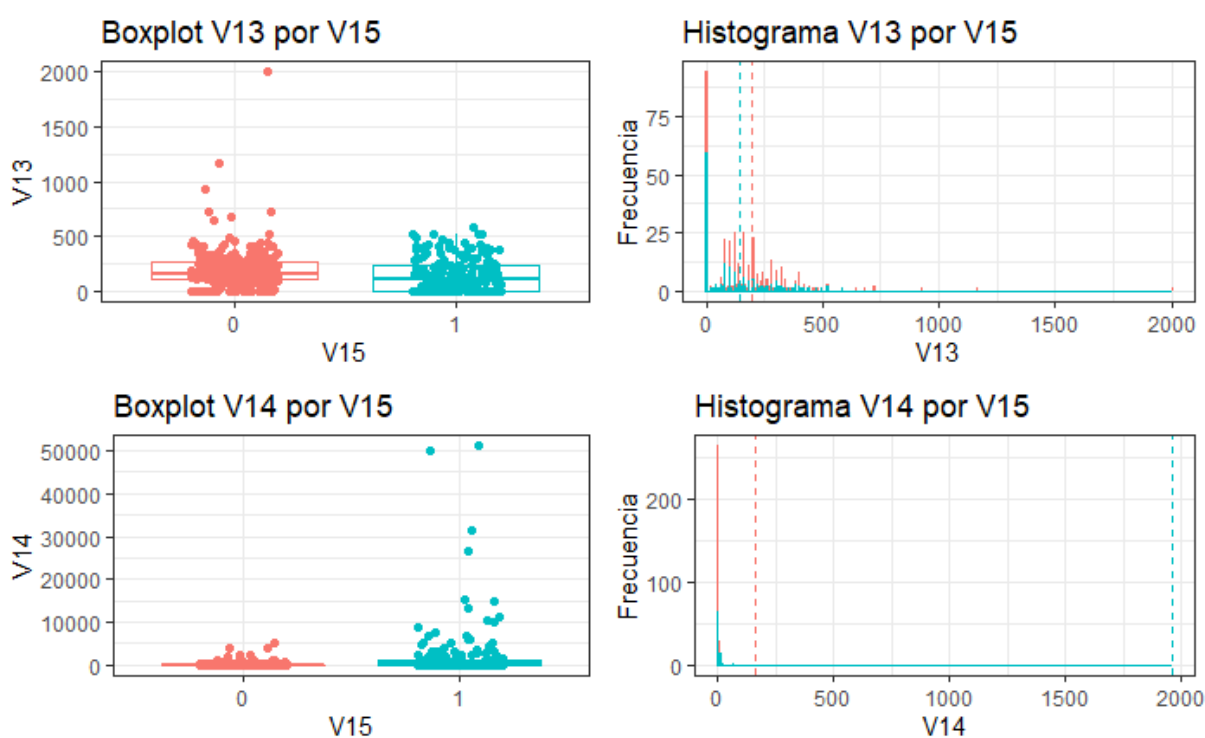 Boxplot V13 por V15
2000
1500
1000
500
0
V13
0 1
V15
Histograma V13 por V15
75
50
25
0
Frecuencia
0 500 1000 1500 2000
V13
Boxplot V14 por V15
50000
40000
30000
20000
10000
0
V14
0 1
V15
Histograma V14 por V15
200
100
0
Frecuencia
0 500 1000 1500 2000
V14